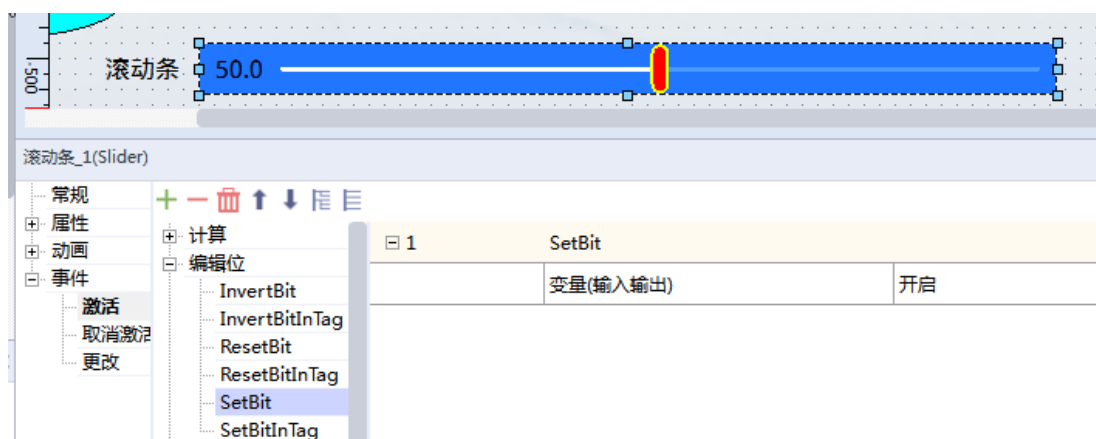 -500
滚动条 50.0
滚动条_1(Slider)
常规
属性
动画
事件
激活
取消激活
更改
计算
编辑位
InvertBit
InvertBitInTag
ResetBit
ResetBitInTag
SetBit
SetBitInTag
1 SetBit
变量(输入输出) 开启